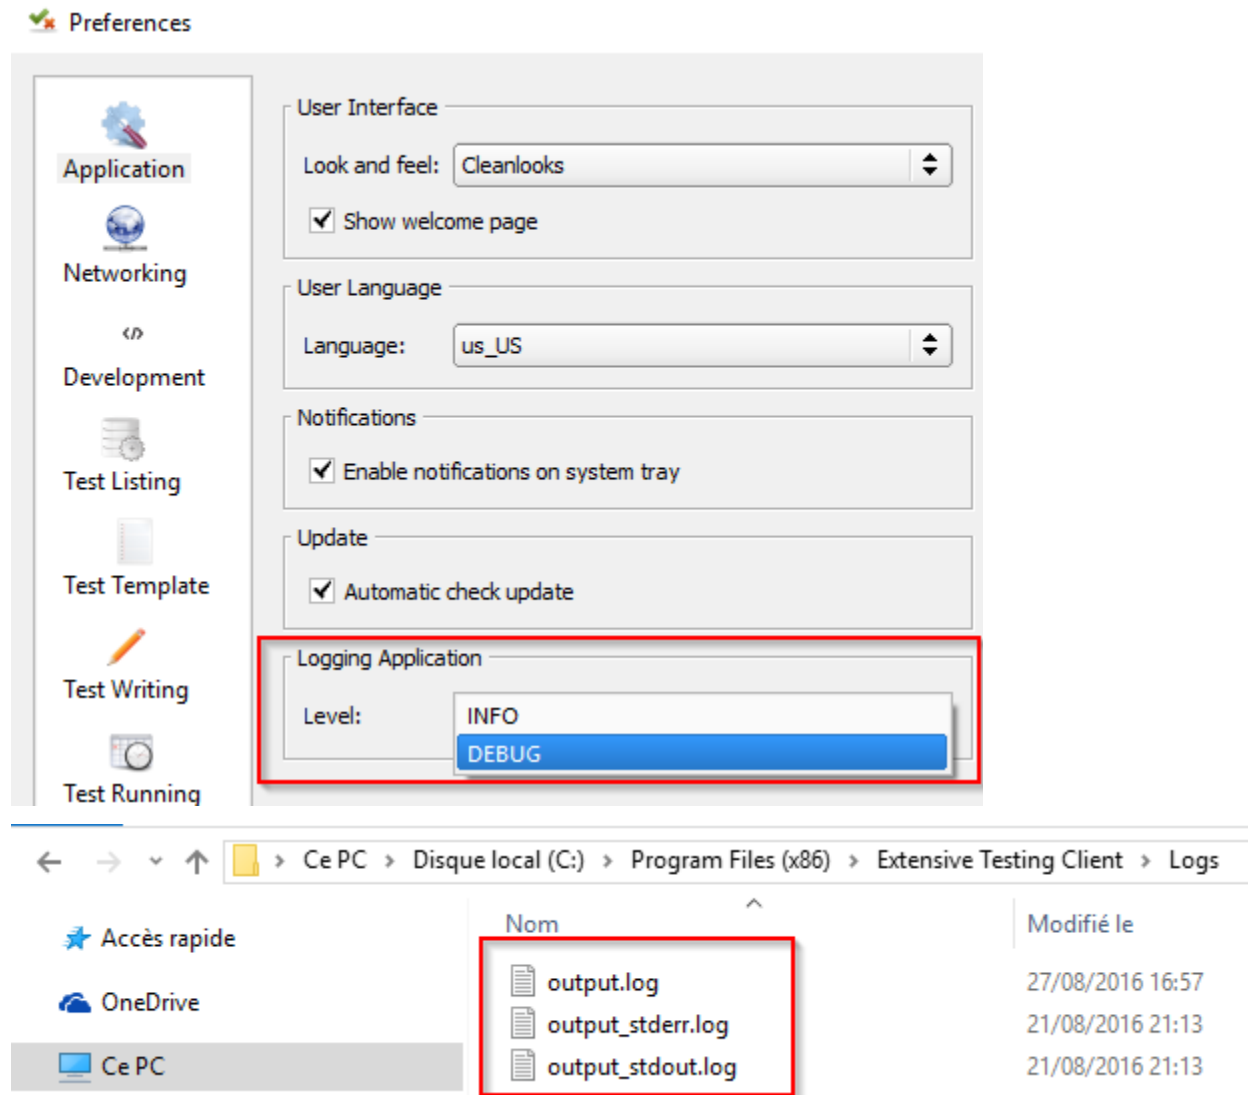 Preferences
Application
Networking
Development
Test Listing
Test Template
Test Writing
Test Running
User Interface
Look and feel: Cleanlooks
Show welcome page
User Language
Language: us_US
Notifications
Enable notifications on system tray
Update
Automatic check update
Logging Application
Level: INFO
DEBUG
Ce PC > Disque local (C:) > Program Files (x86) > Extensive Testing Client > Logs
Accès rapide
OneDrive
Ce PC
Nom Modifié le
output.log 27/08/2016 16:57
output_stderr.log 21/08/2016 21:13
output_stdout.log 21/08/2016 21:13